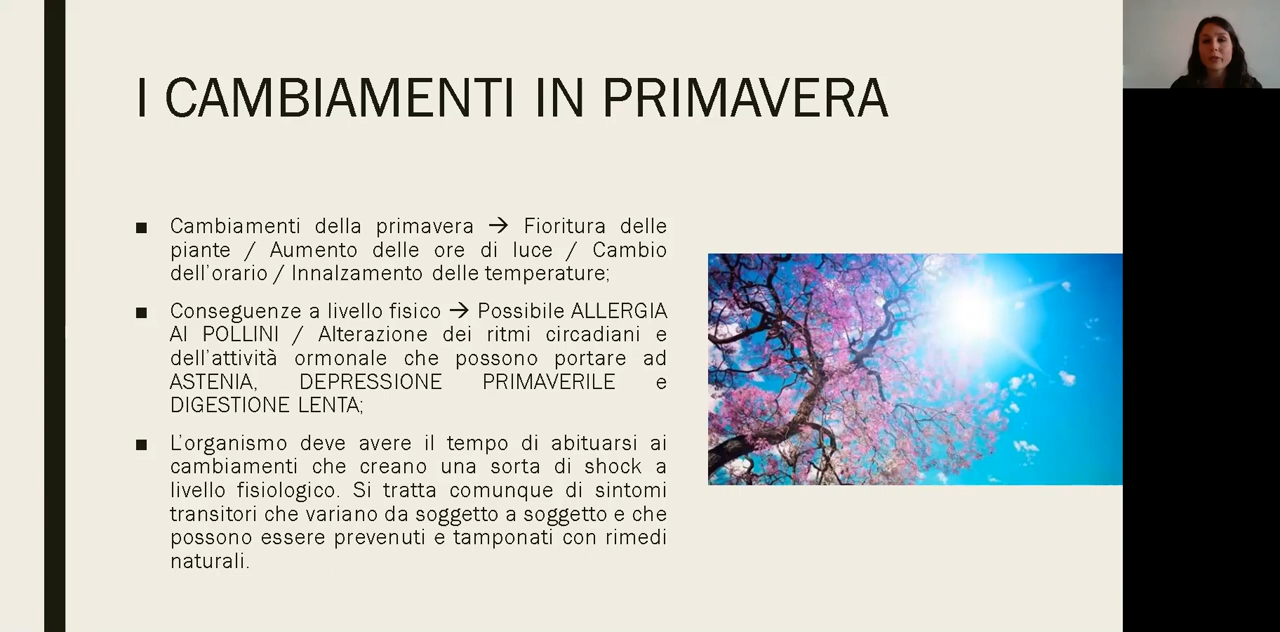 I CAMBIAMENTI IN PRIMAVERA
■ Cambiamenti della primavera → Fioritura delle
piante / Aumento delle ore di luce / Cambio
dell'orario / Innalzamento delle temperature;
■ Conseguenze a livello fisico → Possibile ALLERGIA
AI POLLINI / Alterazione dei ritmi circadiani e
dell'attività ormonale che possono portare ad
ASTENIA, DEPRESSIONE PRIMAVERILE e
DIGESTIONE LENTA;
■ L'organismo deve avere il tempo di abituarsi ai
cambiamenti che creano una sorta di shock a
livello fisiologico. Si tratta comunque di sintomi
transitori che variano da soggetto a soggetto e che
possono essere prevenuti e tamponati con rimedi
naturali.